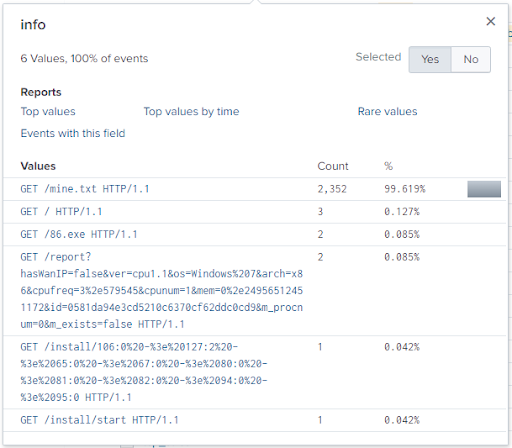 info
6 Values, 100% of events
Selected Yes No
Reports
Top values Top values by time Rare values
Events with this field
Values Count %
GET /mine.txt HTTP/1.1 2,352 99.619%
GET / HTTP/1.1 3 0.127%
GET /86.exe HTTP/1.1 2 0.085%
GET /report? 2 0.085%
hasWanIP=false&ver=cpu1.1&os=Windows%207&arch=x8
6&cpufreq=3%2e579545&cpunum=1&mem=0%2e2495651245
1172&id=0581da94e3cd5210c6370cf62ddc0cd9&m_procn
um=0&m_exists=false HTTP/1.1
GET /install/106:0%20-%3e%20127:2%20- 1 0.042%
%3e%2065:0%20-%3e%2067:0%20-%3e%2080:0%20-
%3e%2081:0%20-%3e%2082:0%20-%3e%2094:0%20-
%3e%2095:0 HTTP/1.1
GET /install/start HTTP/1.1 1 0.042%